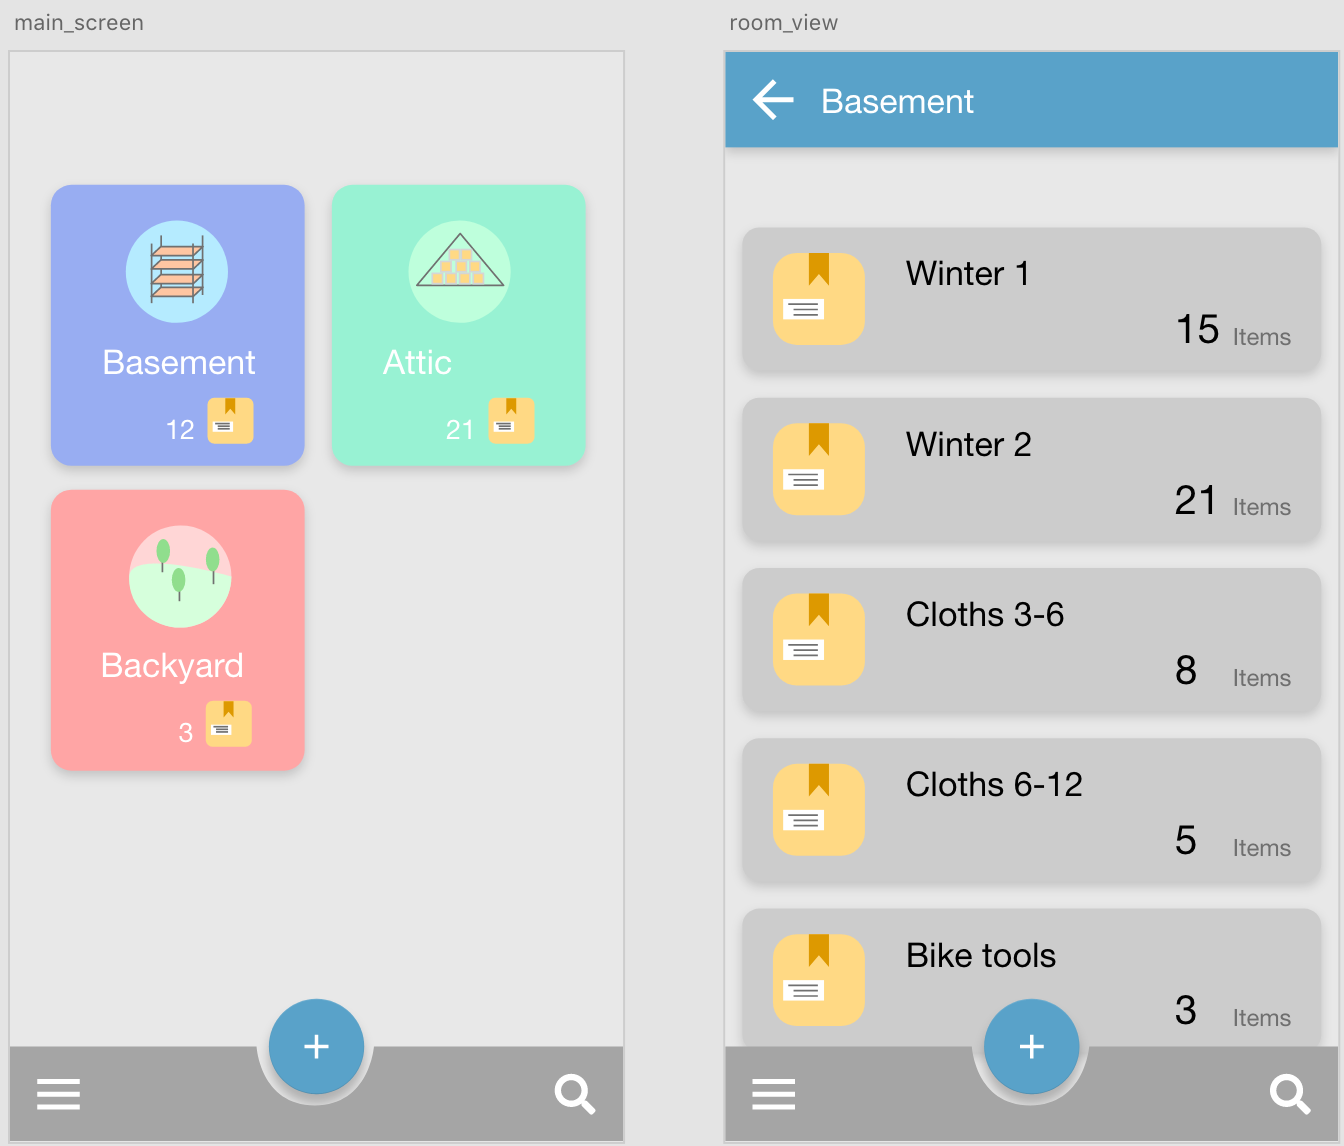 main_screen
Basement
12
Attic
21
Backyard
3
+
room_view
Basement
Winter 1
15 Items
Winter 2
21 Items
Cloths 3-6
8 Items
Cloths 6-12
5 Items
Bike tools
3 Items
+